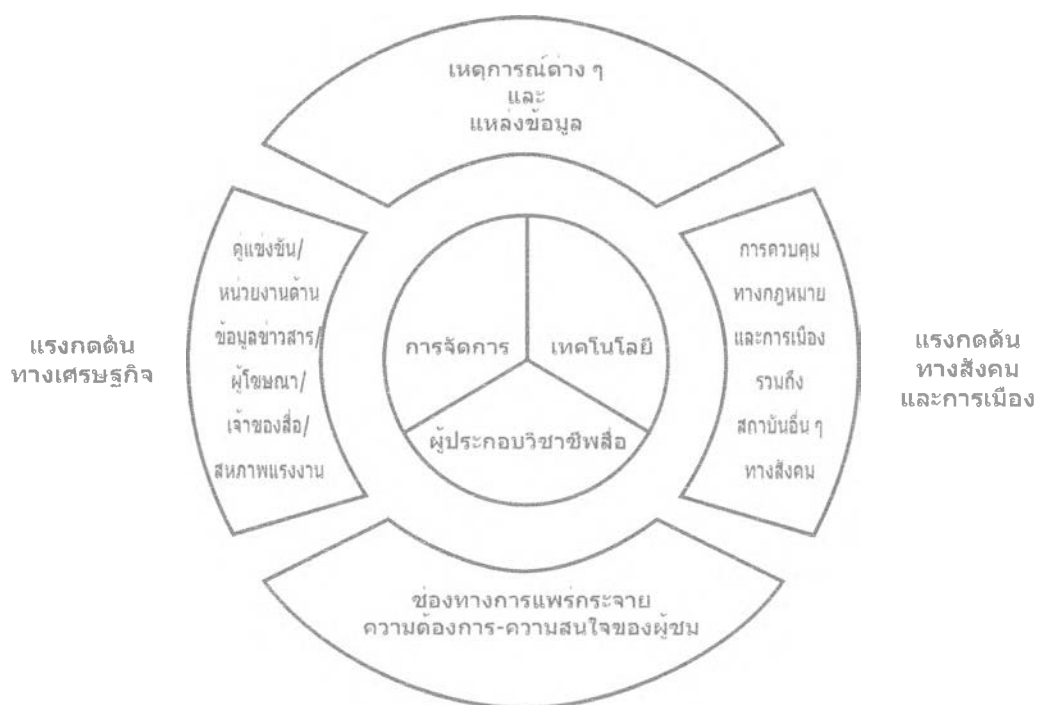 เหตุการณ์ต่าง ๆ
และ
แหล่งข้อมูล
แรงกดดัน
ทางเศรษฐกิจ
คู่แข่งขัน/
หน่วยงานด้าน
ข้อมูลข่าวสาร/
ผู้โฆษณา/
เจ้าของสื่อ/
สหภาพแรงงาน
การจัดการ
เทคโนโลยี
ผู้ประกอบวิชาชีพสื่อ
การควบคุม
ทางกฎหมาย
และการเมือง
รวมถึง
สถาบันอื่น ๆ
ทางสังคม
แรงกดดัน
ทางสังคม
และการเมือง
ช่องทางการแพร่กระจาย
ความต้องการ-ความสนใจของผู้ชม